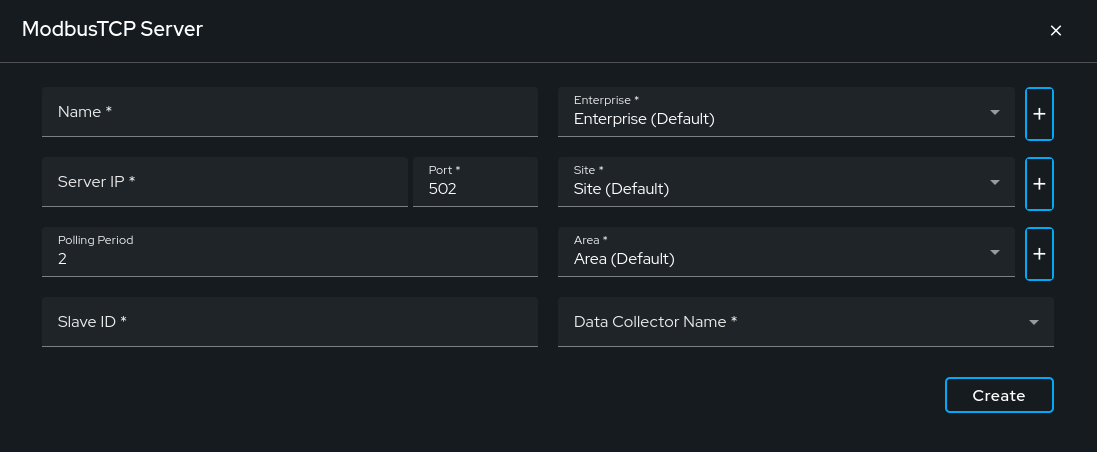 ModbusTCP Server
×
Name *
Enterprise *
Enterprise (Default)
+
Server IP *
Port *
502
Site *
Site (Default)
+
Polling Period
2
Area *
Area (Default)
+
Slave ID *
Data Collector Name *
Create